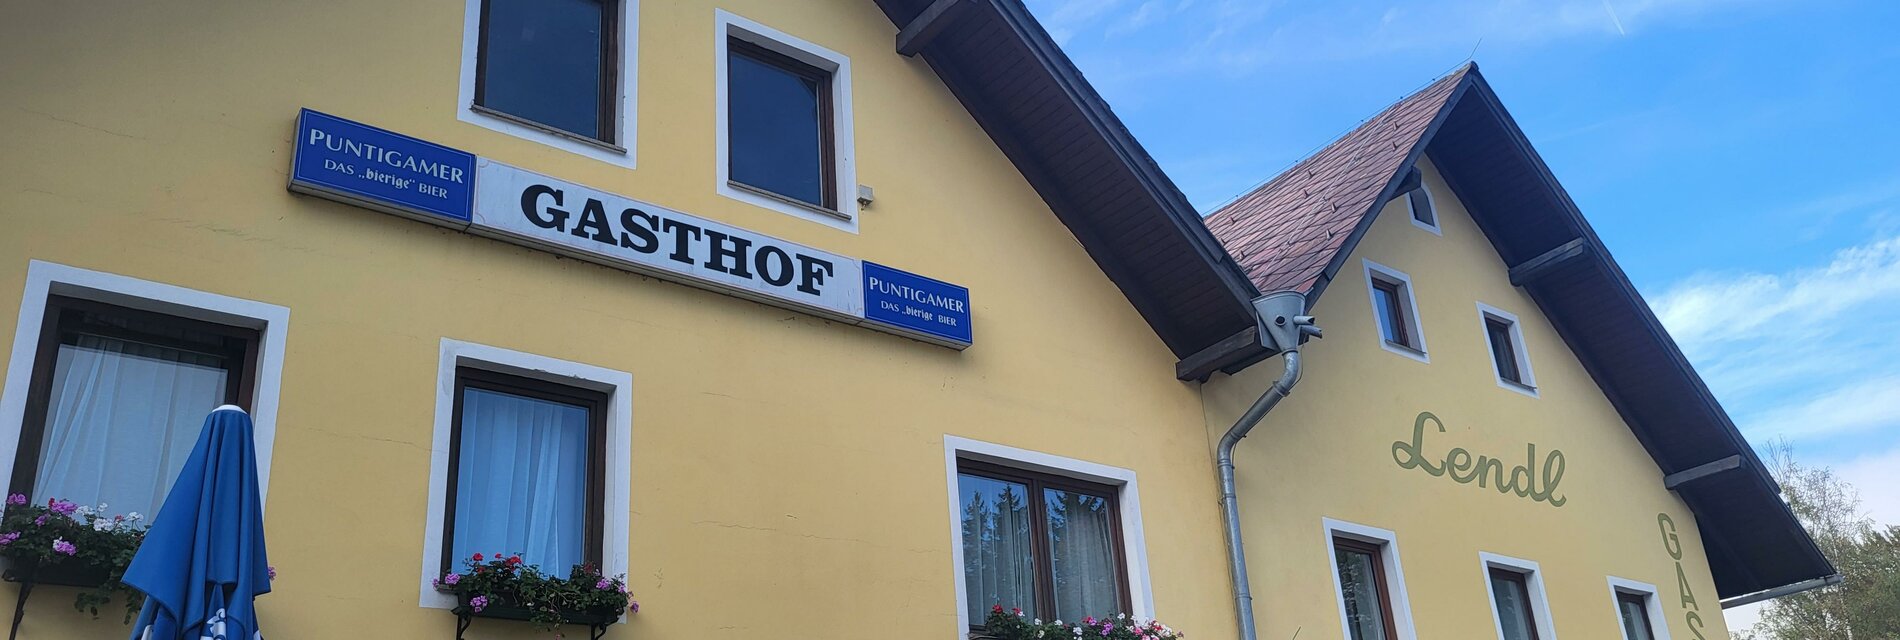 PUNTIGAMER
DAS „bierige“ BIER
GASTHOF
PUNTIGAMER
DAS „bierige“ BIER
Lendl
GAS